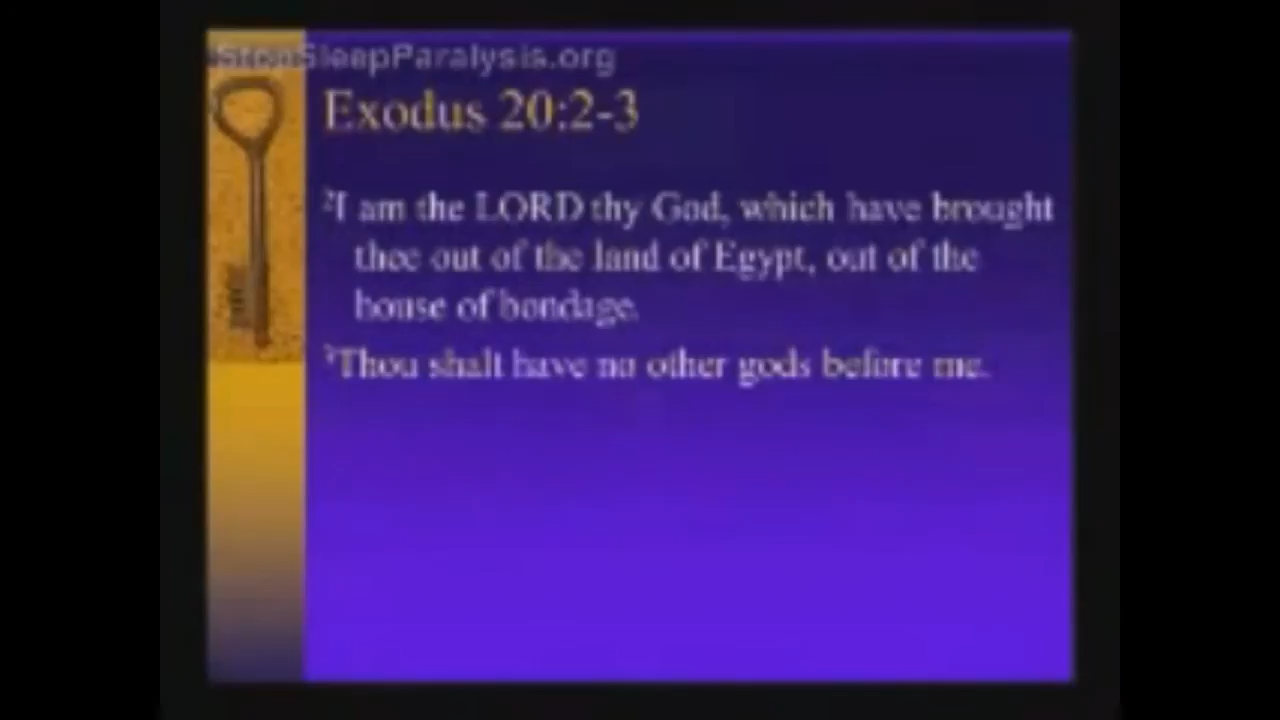 StopSleepParalysis.org
Exodus 20:2-3
²I am the LORD thy God, which have brought
thee out of the land of Egypt, out of the
house of bondage.
³Thou shalt have no other gods before me.